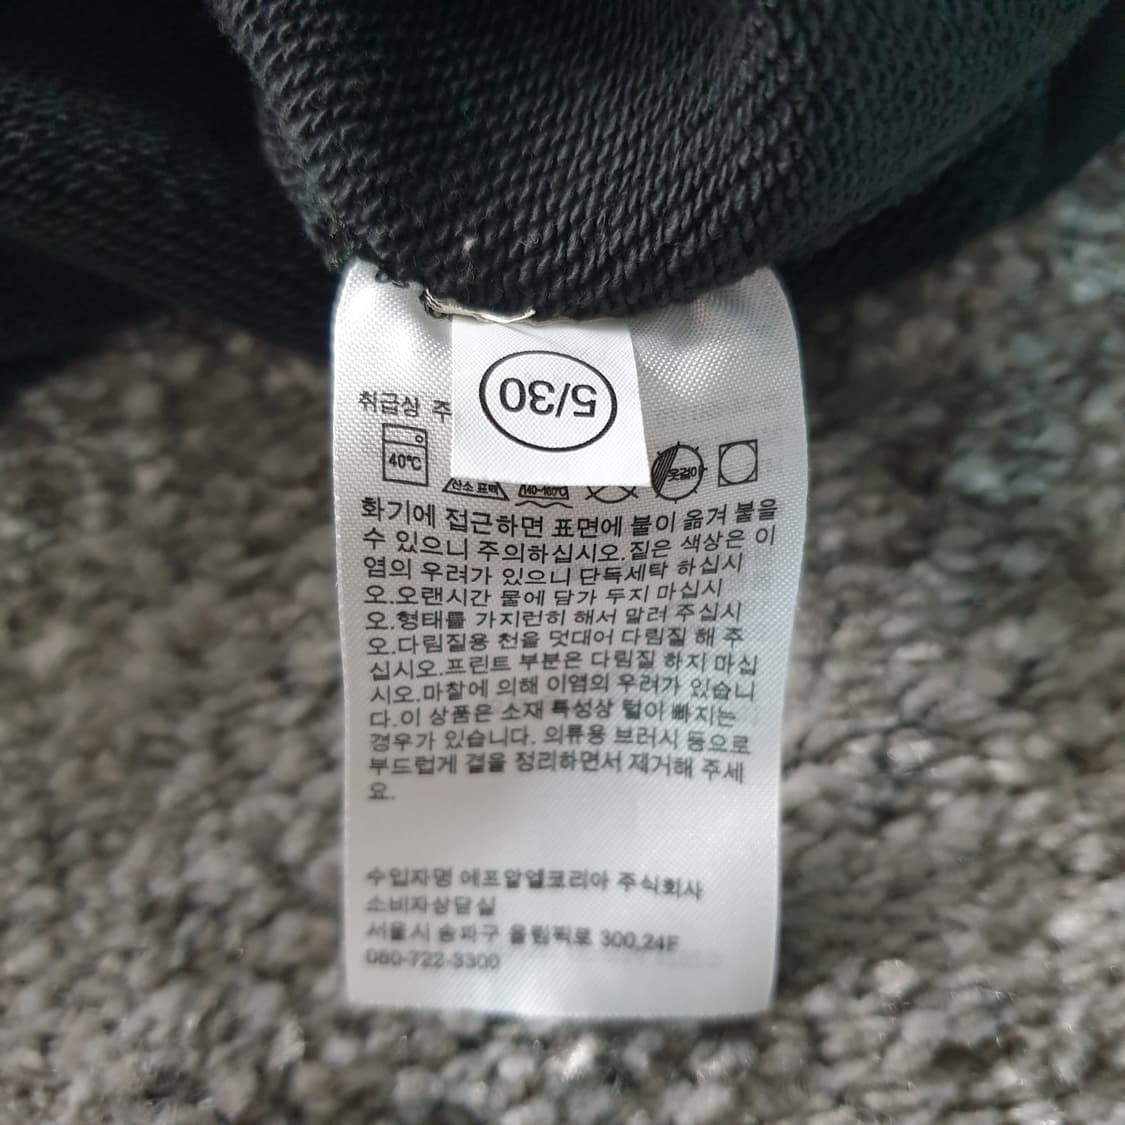 5/30
취급상 주
40℃
산소 표백
140~160℃
옷걸이
화기에 접근하면 표면에 불이 옮겨 붙을
수 있으니 주의하십시오.짙은 색상은 이
염의 우려가 있으니 단독세탁 하십시
오.오랜시간 물에 담가 두지 마십시
오.형태를 가지런히 해서 말려 주십시
오.다림질용 천을 덧대어 다림질 해 주
십시오.프린트 부분은 다림질 하지 마십
시오.마찰에 의해 이염의 우려가 있습니
다.이 상품은 소재 특성상 털이 빠지는
경우가 있습니다. 의류용 브러시 등으로
부드럽게 결을 정리하면서 제거해 주세
요.
수입자명 에프알엘코리아 주식회사
소비자상담실
서울시 송파구 올림픽로 300,24F
080-722-3300